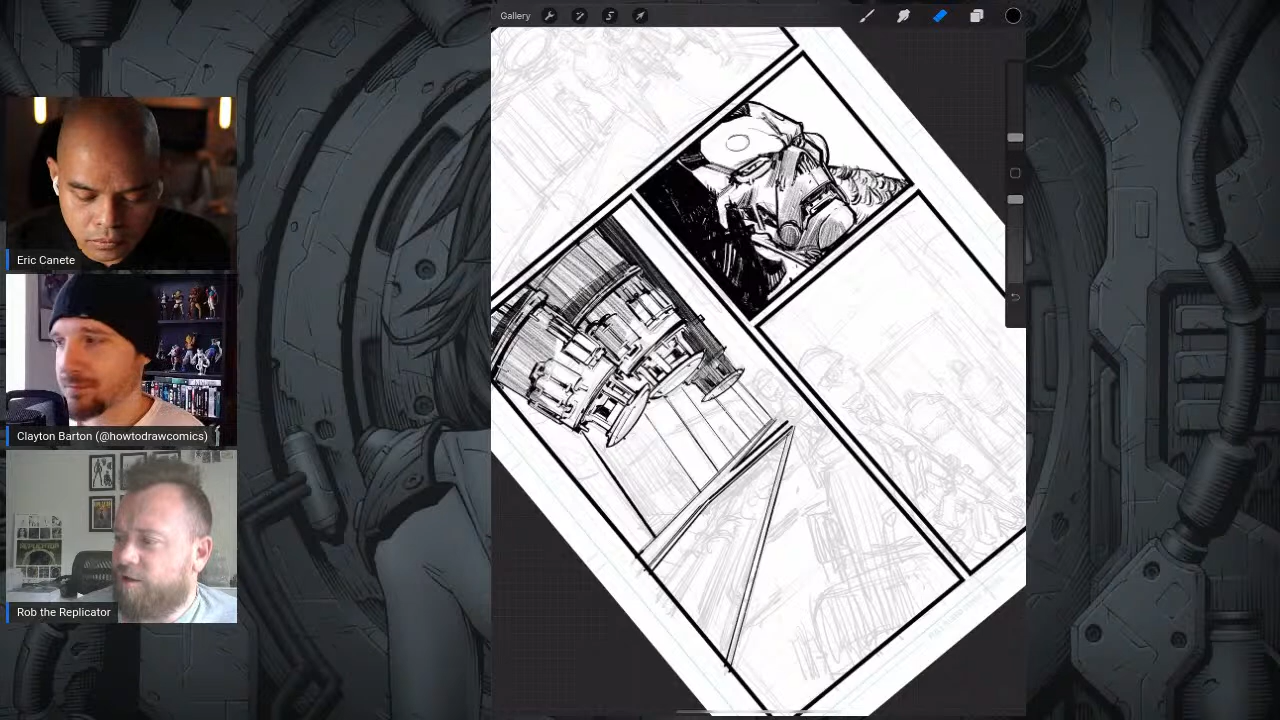 Gallery
Eric Canete
Clayton Barton (@howtodrawcomics)
Rob the Replicator